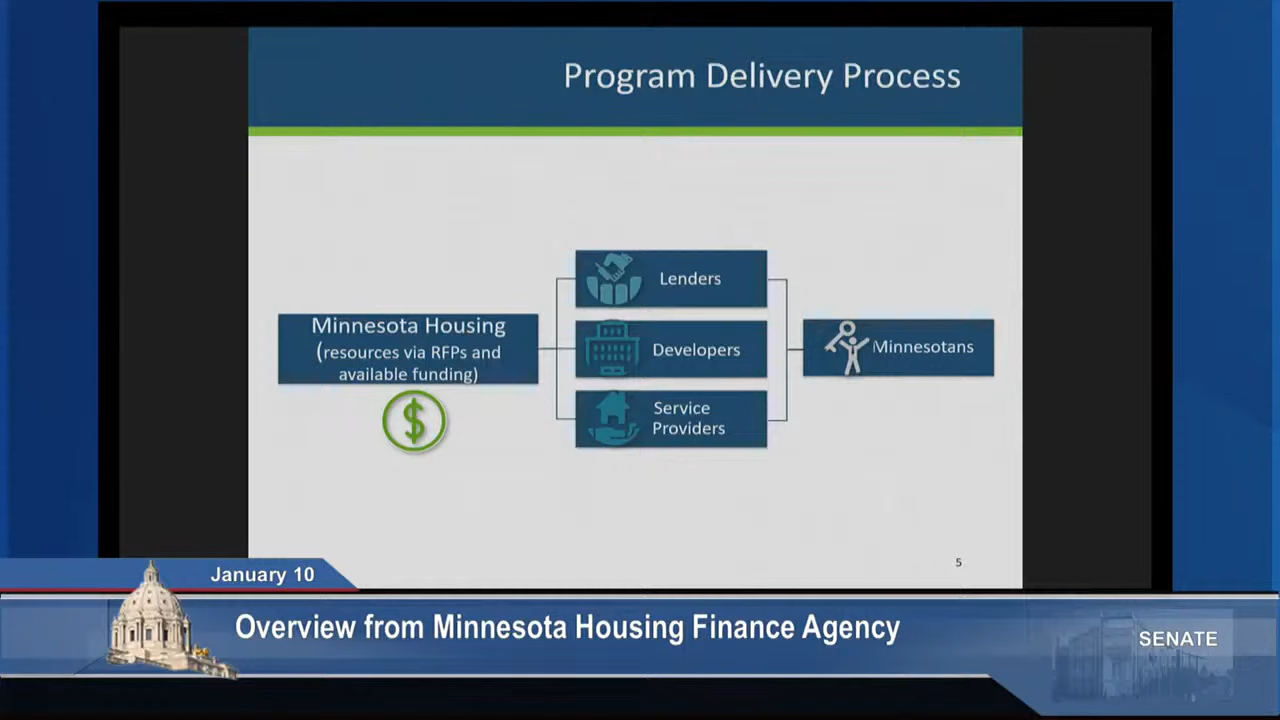 Program Delivery Process
Lenders
Minnesota Housing
(resources via RFPs and
available funding)
$
Developers
Minnesotans
Service
Providers
5
January 10
Overview from Minnesota Housing Finance Agency
SENATE